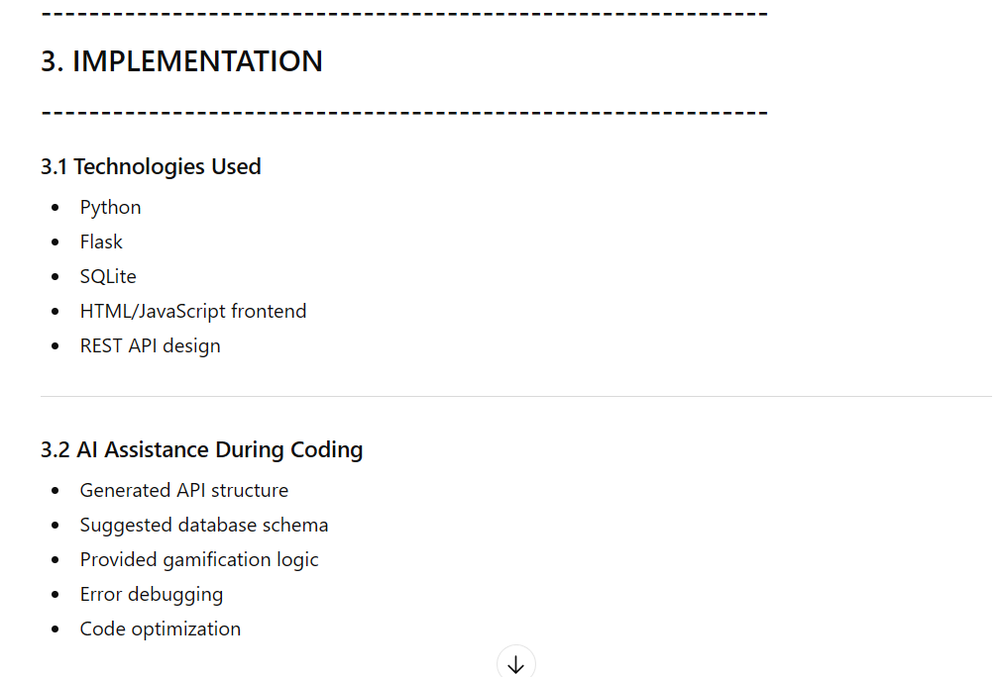 -------------------------------------------------------------
3. IMPLEMENTATION
-------------------------------------------------------------
3.1 Technologies Used
• Python
• Flask
• SQLite
• HTML/JavaScript frontend
• REST API design
3.2 AI Assistance During Coding
• Generated API structure
• Suggested database schema
• Provided gamification logic
• Error debugging
• Code optimization